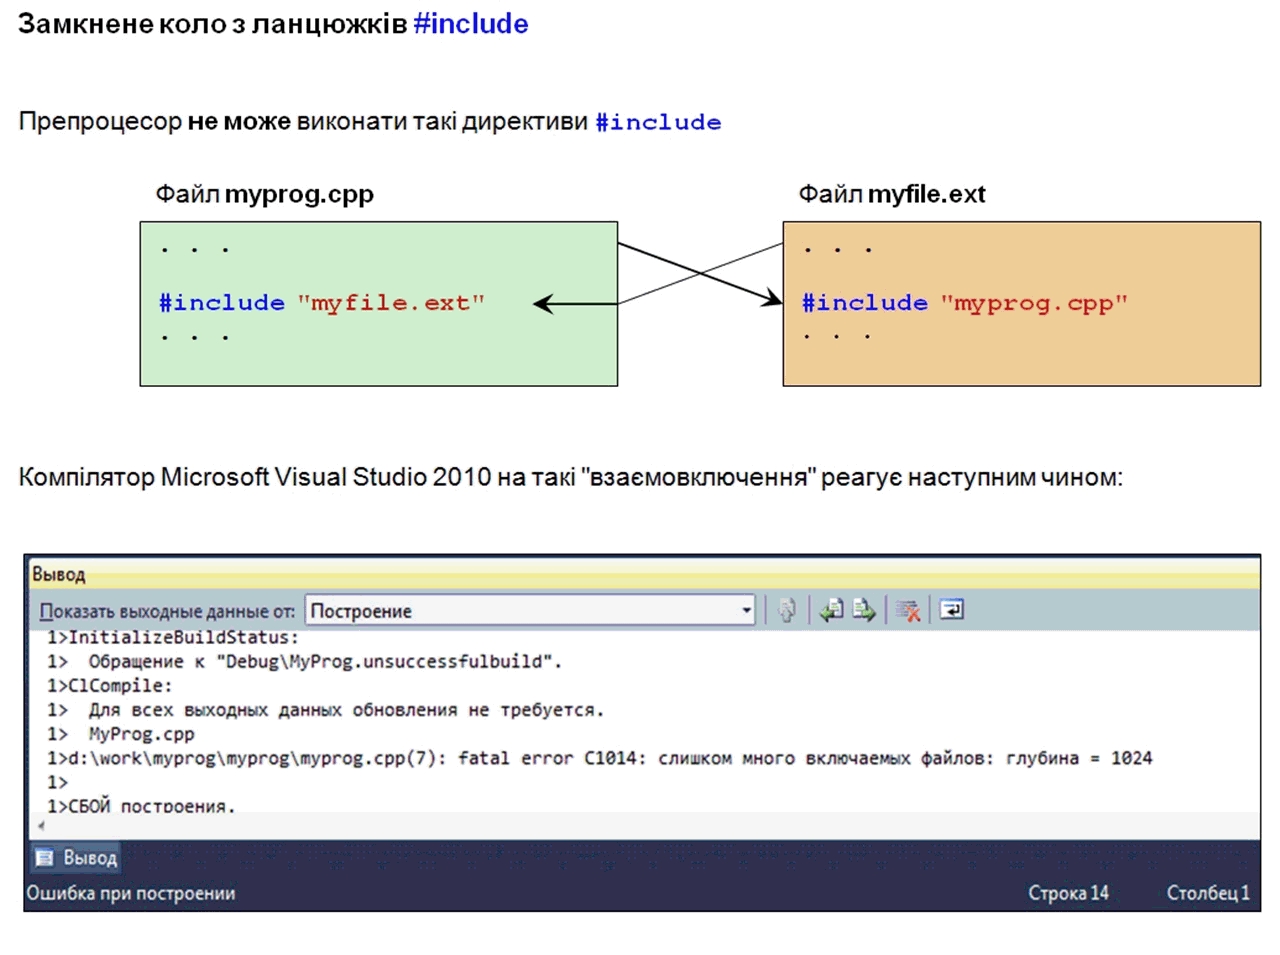 Замкнене коло з ланцюжків #include
Препроцесор не може виконати такі директиви #include
Файл myprog.cpp
. . .
#include "myfile.ext"
. . .
Файл myfile.ext
. . .
#include "myprog.cpp"
. . .
Компілятор Microsoft Visual Studio 2010 на такі "взаємовключення" реагує наступним чином:
Вывод
Показать выходные данные от: Построение
1>InitializeBuildStatus:
1>  Обращение к "Debug\MyProg.unsuccessfulbuild".
1>ClCompile:
1>  Для всех выходных данных обновления не требуется.
1>  MyProg.cpp
1>d:\work\myprog\myprog\myprog.cpp(7): fatal error C1014: слишком много включаемых файлов: глубина = 1024
1>
1>СБОЙ построения.
Вывод
Ошибка при построении Строка 14 Столбец 1